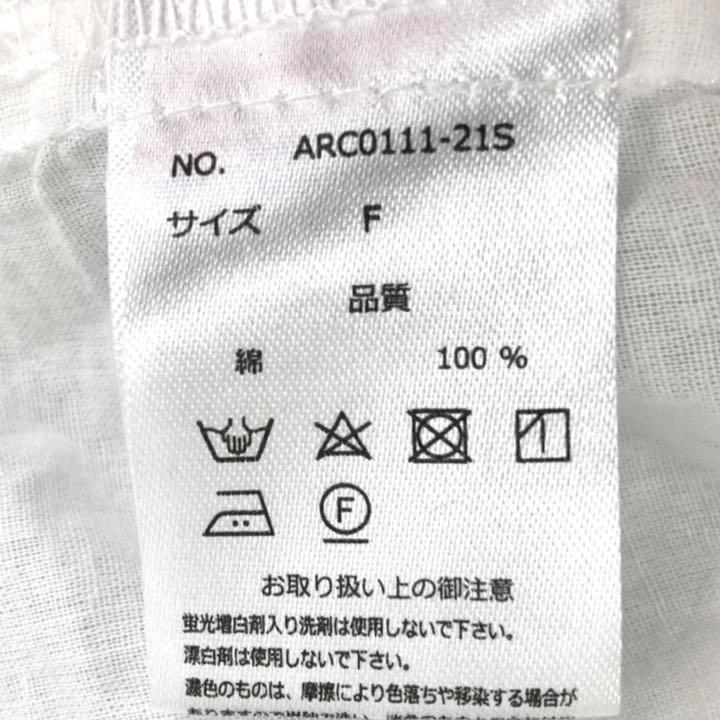 NO. ARC0111-21S
サイズ F
品質
綿 100 %
F
お取り扱い上の御注意
蛍光増白剤入り洗剤は使用しないで下さい。
漂白剤は使用しないで下さい。
濃色のものは、摩擦により色落ちや移染する場合が